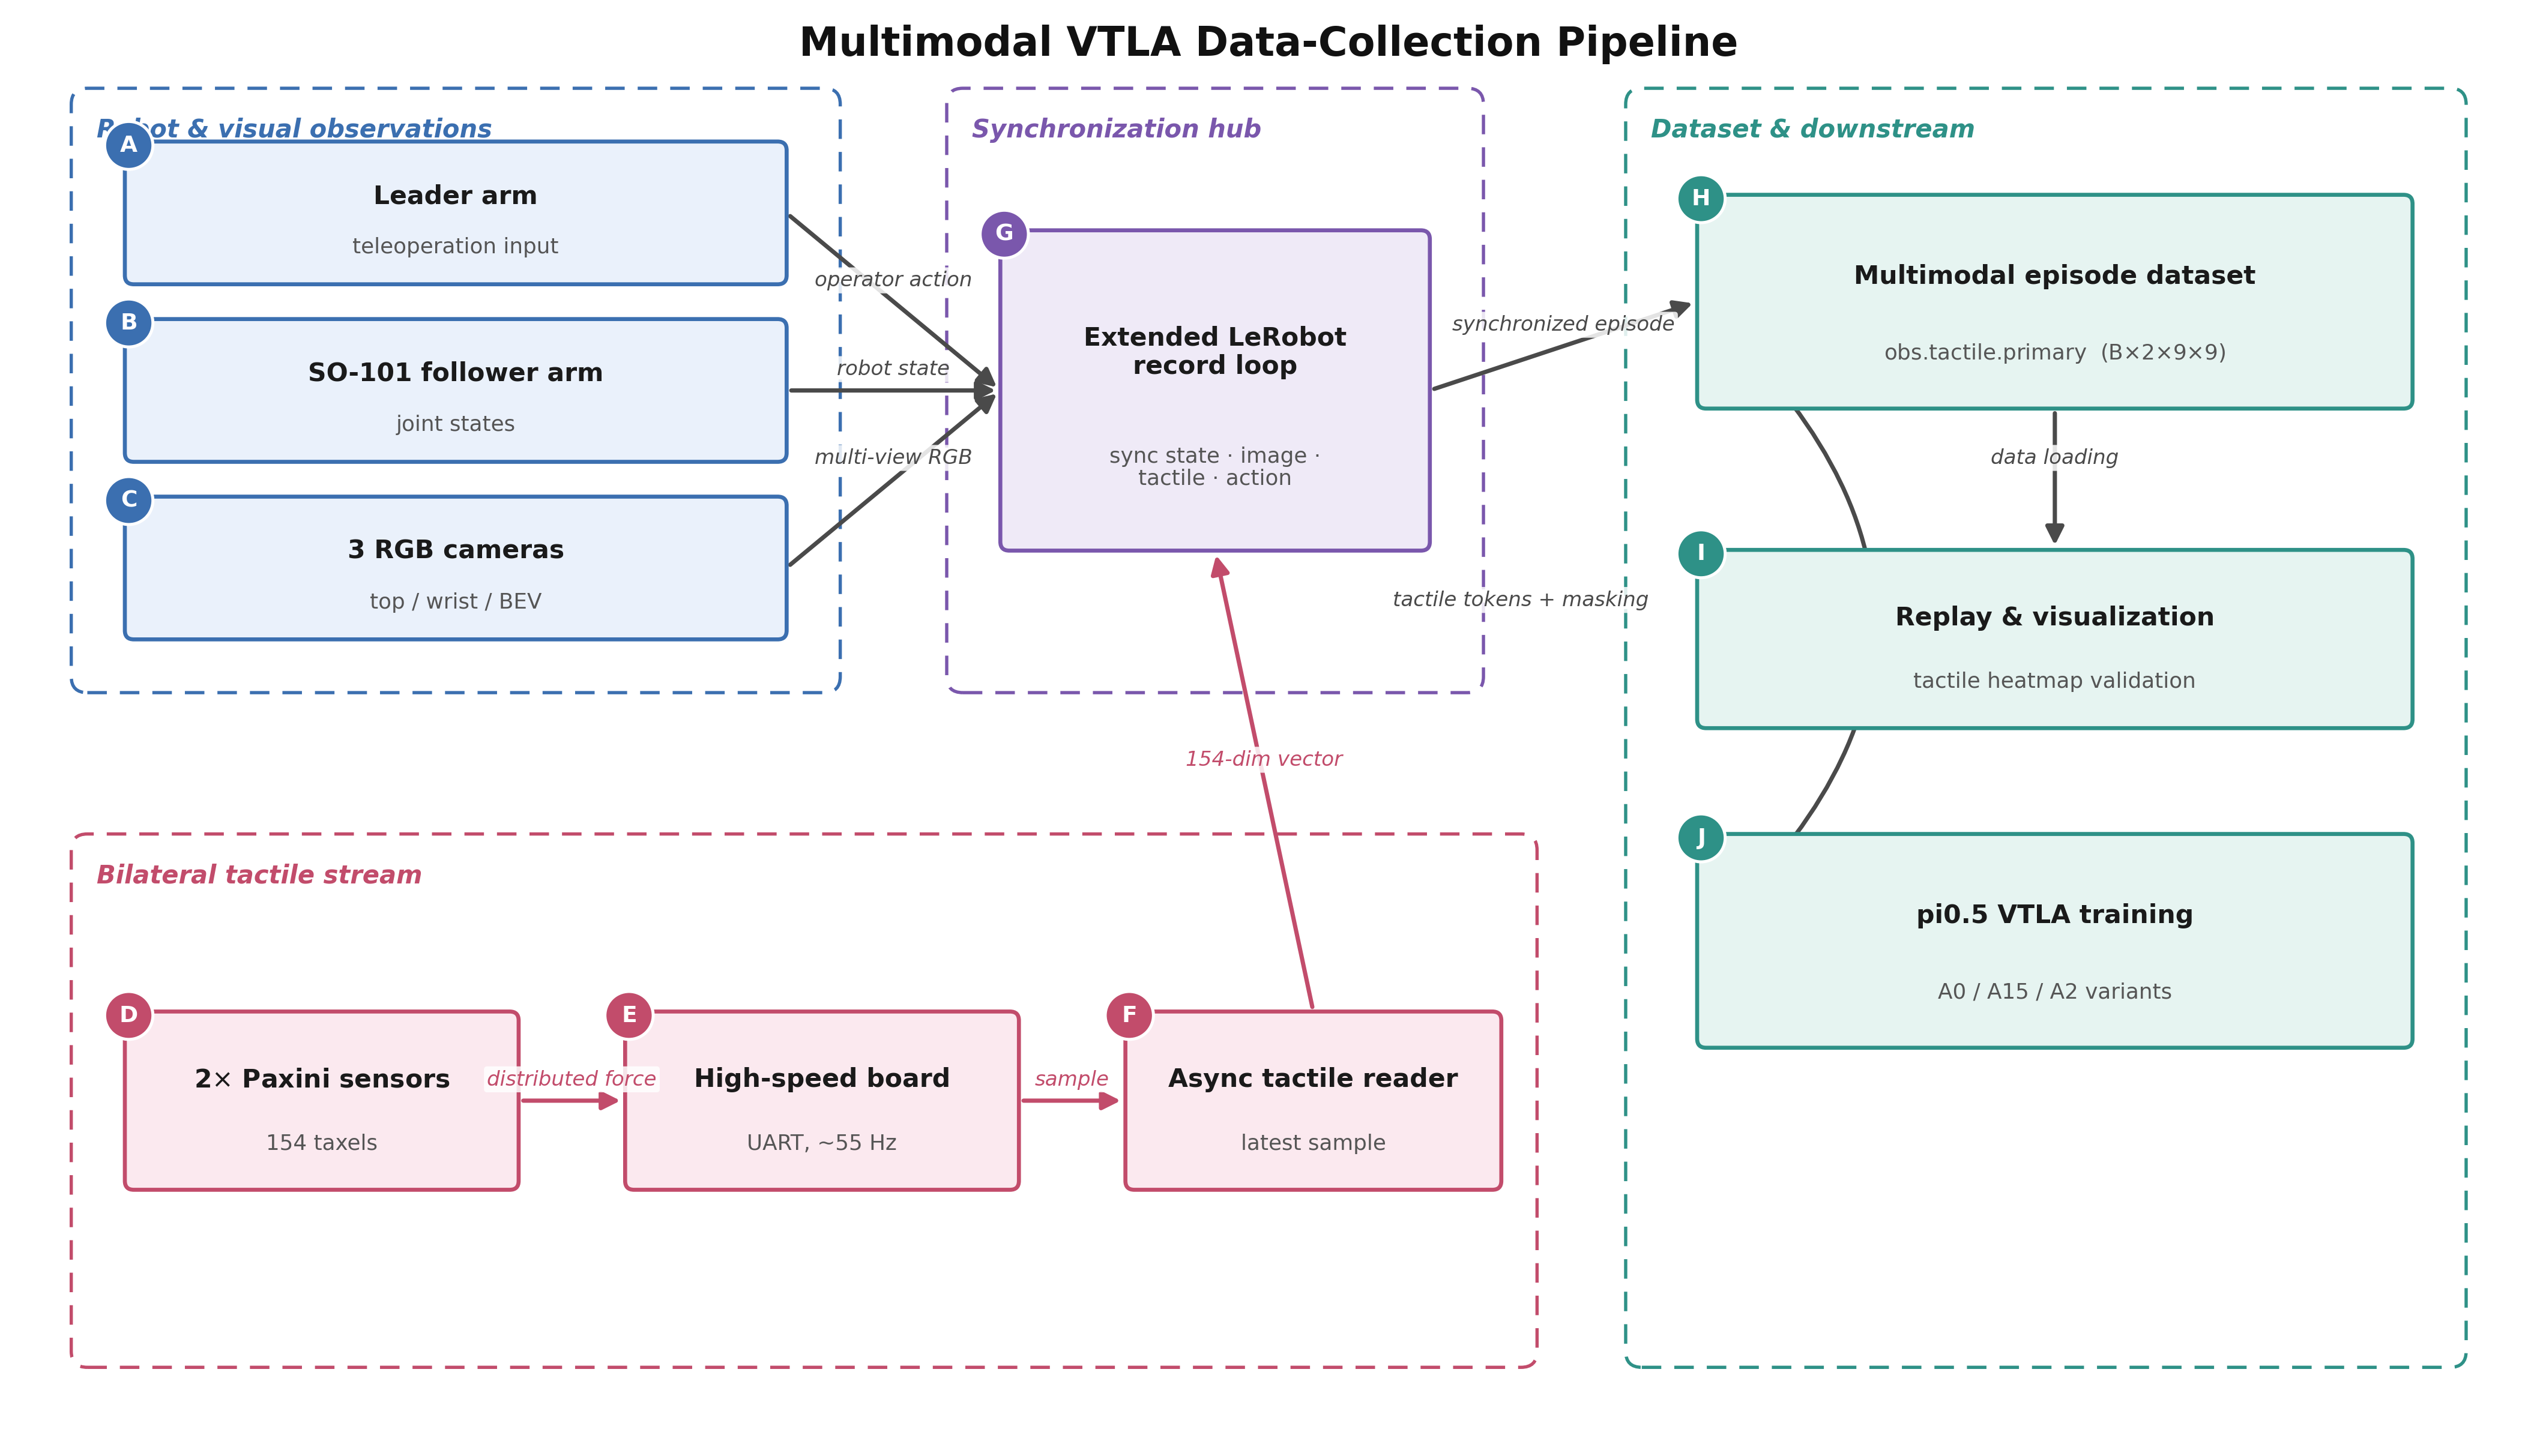 Multimodal VTLA Data-Collection Pipeline
Robot & visual observations
A
Leader arm
teleoperation input
B
SO-101 follower arm
joint states
C
3 RGB cameras
top / wrist / BEV
operator action
robot state
multi-view RGB
Synchronization hub
G
Extended LeRobot
record loop
sync state · image ·
tactile · action
synchronized episode
tactile tokens + masking
154-dim vector
Dataset & downstream
H
Multimodal episode dataset
obs.tactile.primary (B×2×9×9)
data loading
I
Replay & visualization
tactile heatmap validation
J
pi0.5 VTLA training
A0 / A15 / A2 variants
Bilateral tactile stream
D
2× Paxini sensors
154 taxels
distributed force
E
High-speed board
UART, ~55 Hz
sample
F
Async tactile reader
latest sample